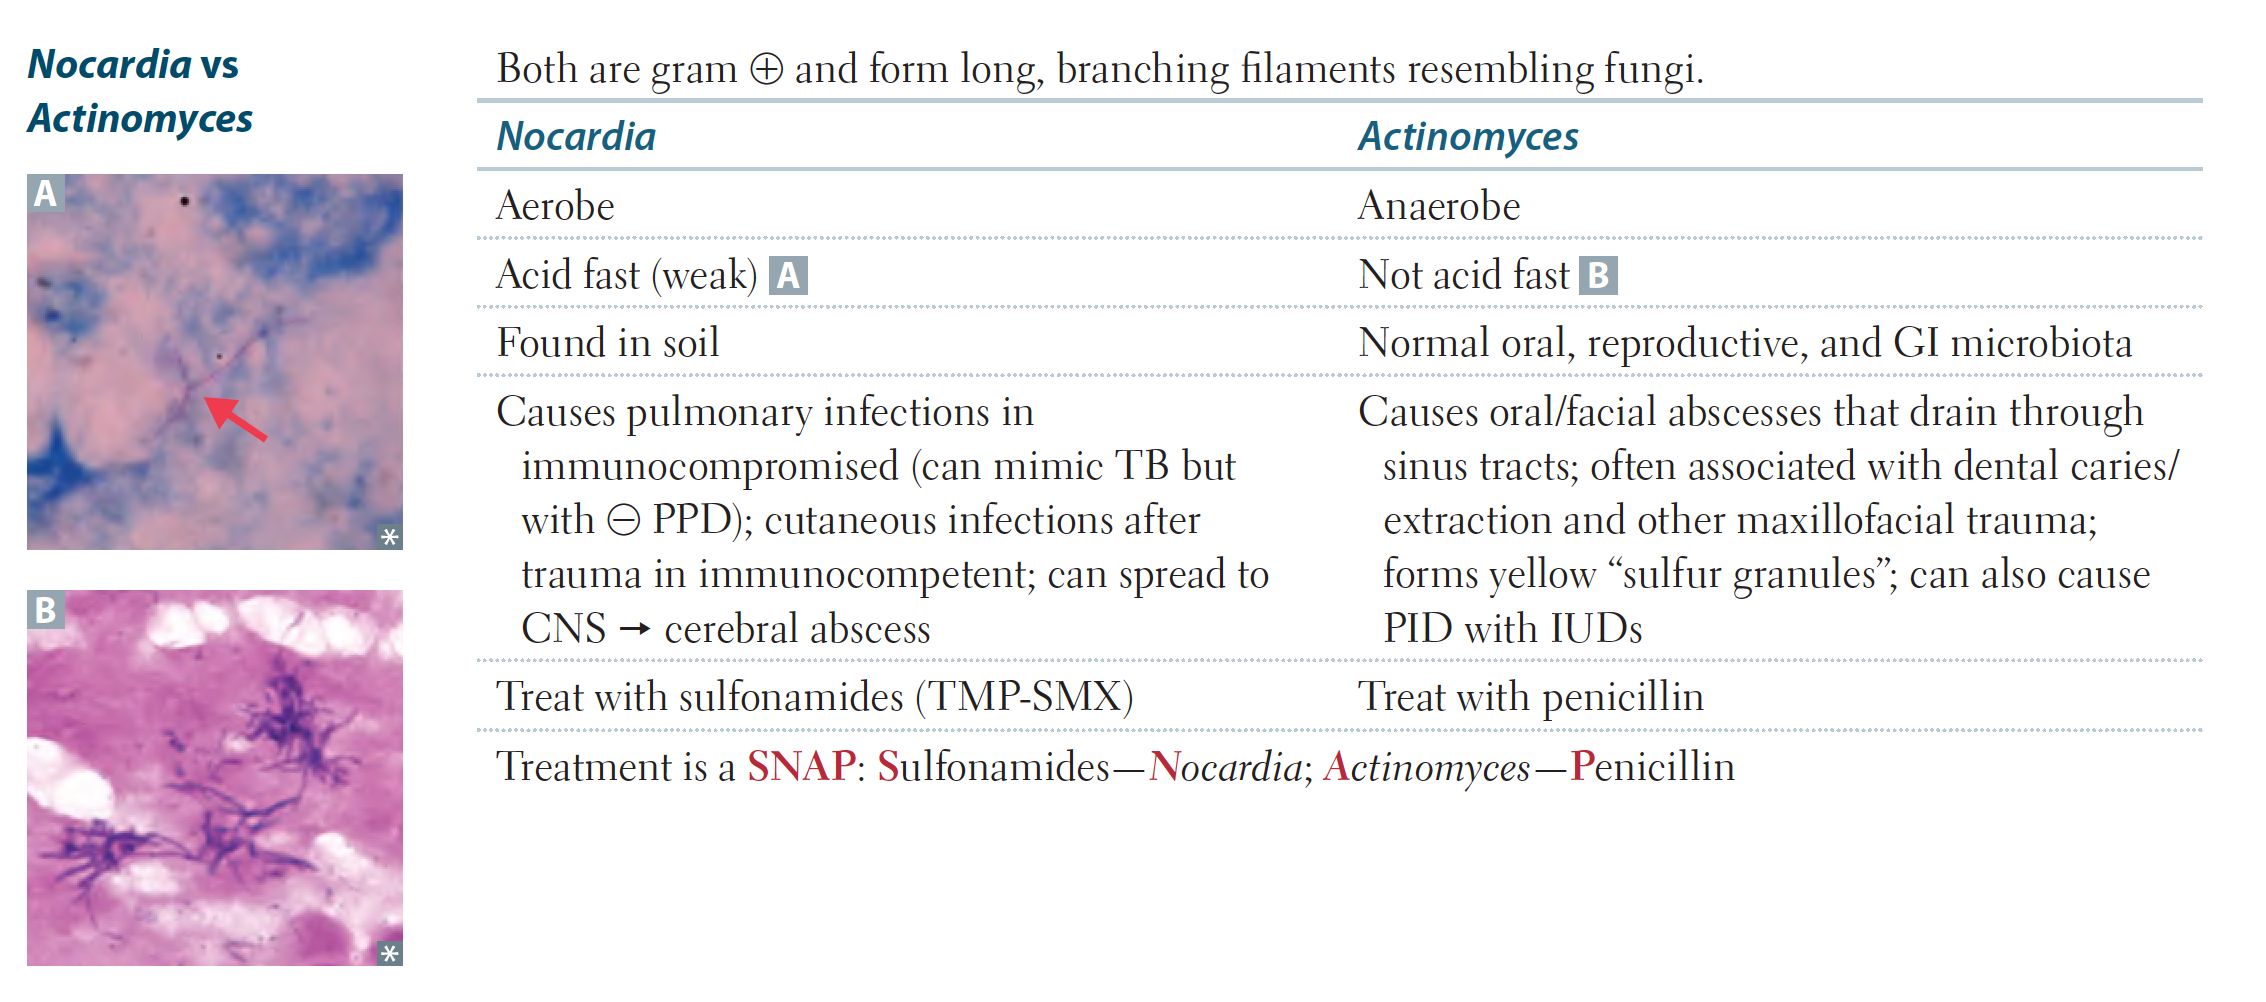 Nocardia vs
Actinomyces
Both are gram ⊕ and form long, branching filaments resembling fungi.
Nocardia
Actinomyces
Aerobe
Anaerobe
Acid fast (weak) A
Not acid fast B
Found in soil
Normal oral, reproductive, and GI microbiota
Causes pulmonary infections in
immunocompromised (can mimic TB but
with ⊖ PPD); cutaneous infections after
trauma in immunocompetent; can spread to
CNS → cerebral abscess
Causes oral/facial abscesses that drain through
sinus tracts; often associated with dental caries/
extraction and other maxillofacial trauma;
forms yellow “sulfur granules”; can also cause
PID with IUDs
Treat with sulfonamides (TMP-SMX)
Treat with penicillin
Treatment is a SNAP: Sulfonamides—Nocardia; Actinomyces—Penicillin
A
*
B
*